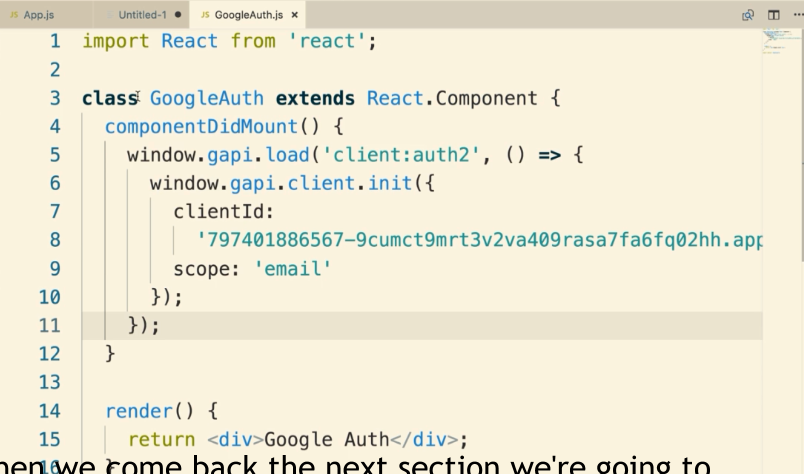 JS App.js Untitled-1 JS GoogleAuth.js ×
1 import React from 'react';
2
3 class GoogleAuth extends React.Component {
4 componentDidMount() {
5 window.gapi.load('client:auth2', () => {
6 window.gapi.client.init({
7 clientId:
8 '797401886567-9cumct9mrt3v2va409rasa7fa6fq02hh.app
9 scope: 'email'
10 });
11 });
12 }
13
14 render() {
15 return <div>Google Auth</div>;
16 }
we come back the next section we're going to